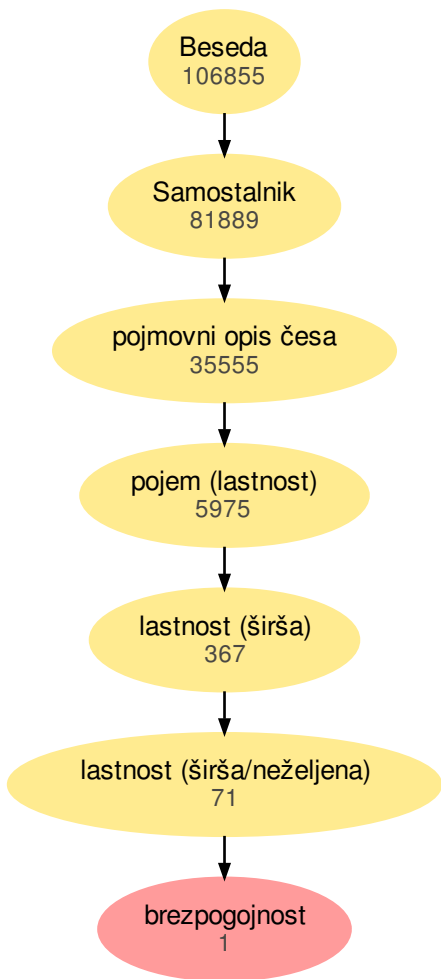 Beseda
106855
Samostalnik
81889
pojmovni opis česa
35555
pojem (lastnost)
5975
lastnost (širša)
367
lastnost (širša/neželjena)
71
brezpogojnost
1